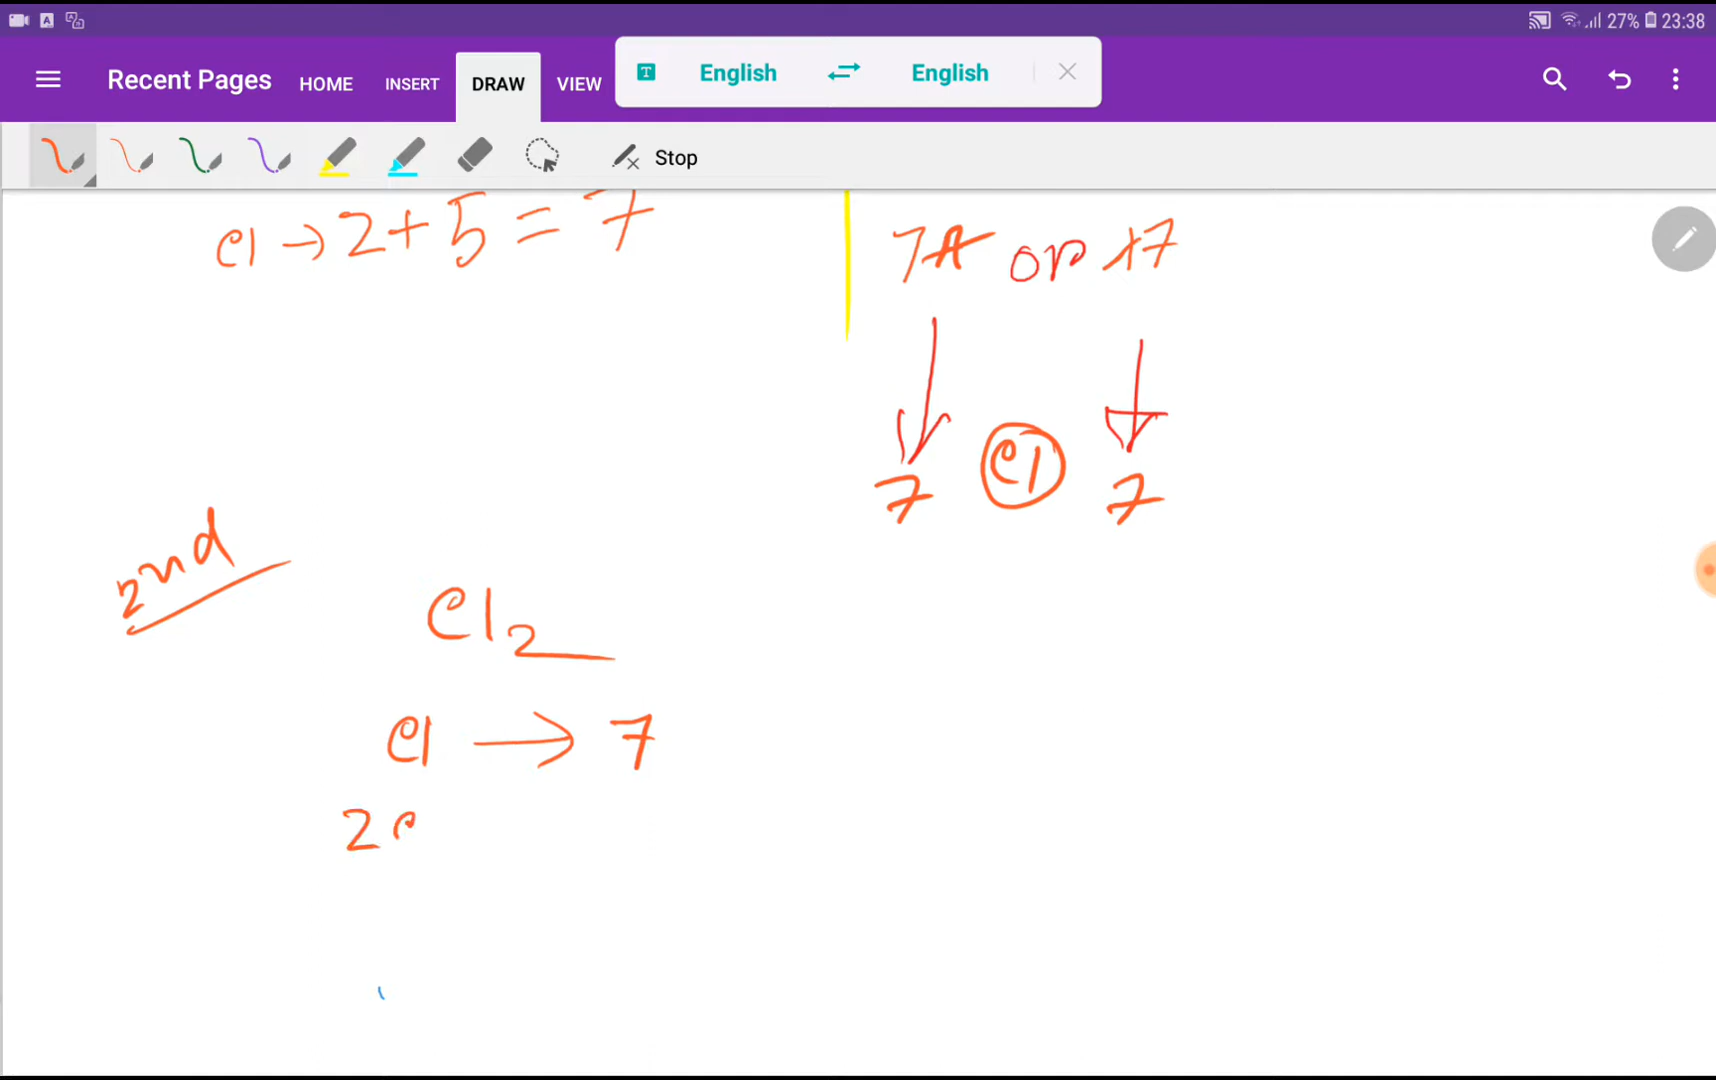 27% 23:38
Recent Pages HOME INSERT DRAW VIEW English English
Stop
Cl → 2 + 5 = 7
7A or 17
7 Cl 7
2nd
Cl2
Cl → 7
2 C